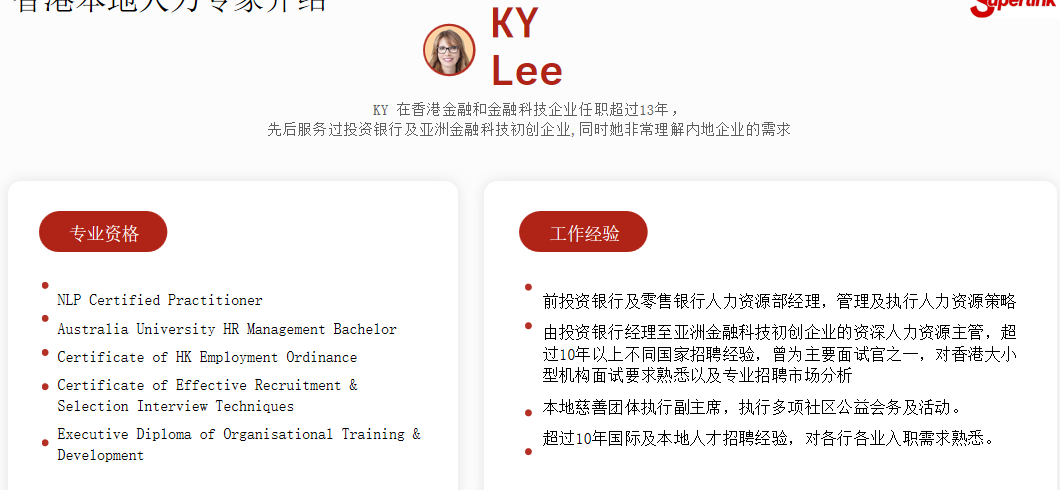 香港本地人力专家介绍
Superlink
KY
Lee
KY 在香港金融和金融科技企业任职超过13年，
先后服务过投资银行及亚洲金融科技初创企业,同时她非常理解内地企业的需求
专业资格
NLP Certified Practitioner
Australia University HR Management Bachelor
Certificate of HK Employment Ordinance
Certificate of Effective Recruitment &
Selection Interview Techniques
Executive Diploma of Organisational Training &
Development
工作经验
前投资银行及零售银行人力资源部经理，管理及执行人力资源策略
由投资银行经理至亚洲金融科技初创企业的资深人力资源主管，超
过10年以上不同国家招聘经验，曾为主要面试官之一，对香港大小
型机构面试要求熟悉以及专业招聘市场分析
本地慈善团体执行副主席，执行多项社区公益会务及活动。
超过10年国际及本地人才招聘经验，对各行各业入职需求熟悉。